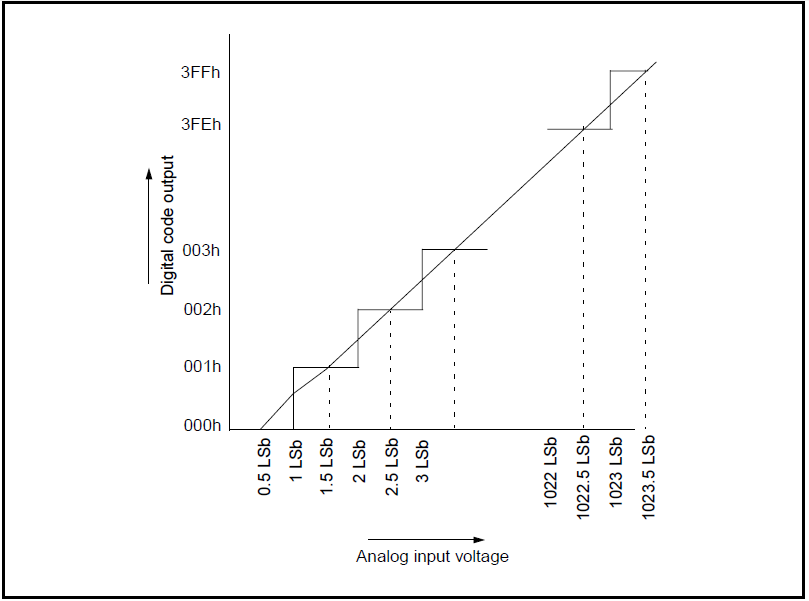 3FFh
3FEh
003h
002h
001h
000h
Digital code output
0.5 LSb
1 LSb
1.5 LSb
2 LSb
2.5 LSb
3 LSb
1022 LSb
1022.5 LSb
1023 LSb
1023.5 LSb
Analog input voltage